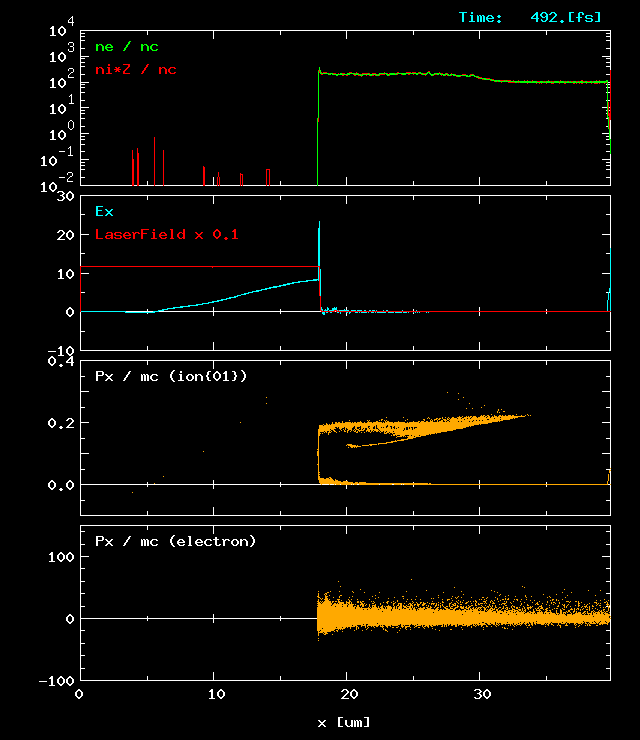 Time: 492.[fs]
10^4
10^3
10^2
10^1
10^0
10^-1
10^-2
ne / nc
ni*Z / nc
30
20
10
0
-10
Ex
LaserField x 0.1
0.4
0.2
0.0
Px / mc (ion{01})
100
0
-100
Px / mc (electron)
0 10 20 30
x [um]